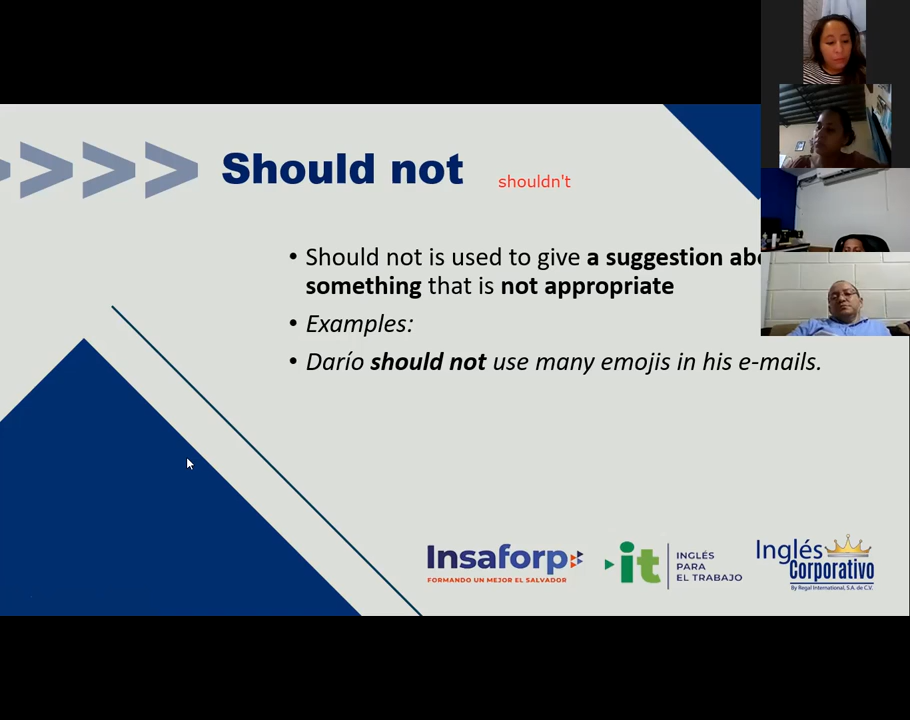 Should not
shouldn't
• Should not is used to give a suggestion
something that is not appropriate
• Examples:
• Darío should not use many emojis in his e-mails.
Insaforp
FORMANDO UN MEJOR EL SALVADOR
it
INGLÉS
PARA
EL TRABAJO
Inglés
Corporativo
By Regal International, S.A. de C.V.